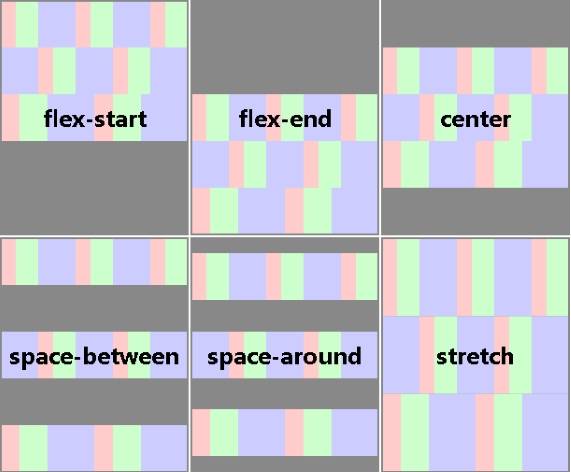 flex-start
flex-end
center
space-between
space-around
stretch